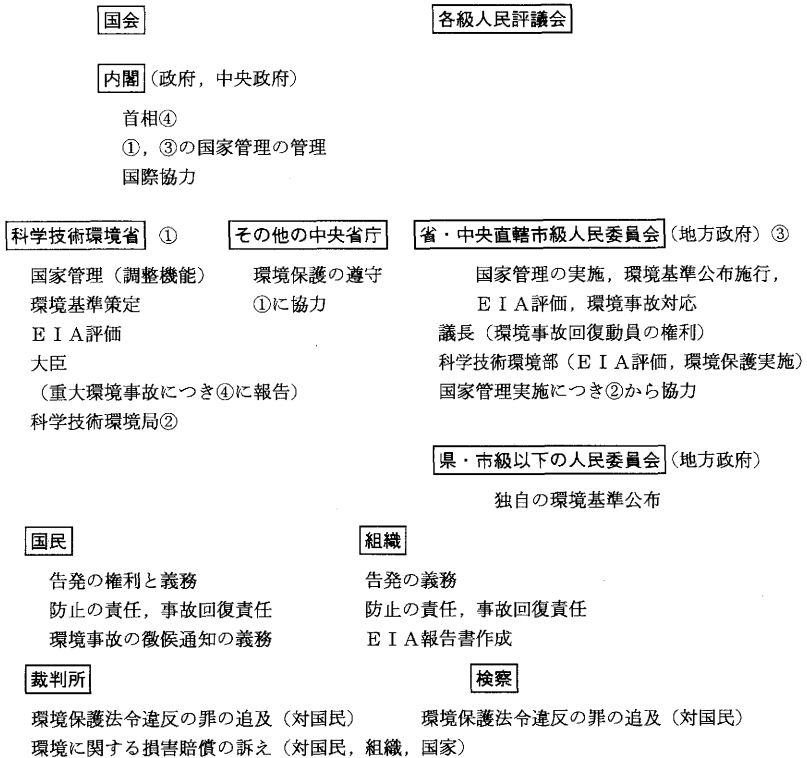 国会 各級人民評議会
内閣（政府，中央政府）
首相④
①，③の国家管理の管理
国際協力
科学技術環境省 ① その他の中央省庁 省・中央直轄市級人民委員会（地方政府）③
国家管理（調整機能） 環境保護の遵守 国家管理の実施，環境基準公布施行，
環境基準策定 ①に協力 ＥＩＡ評価，環境事故対応
ＥＩＡ評価 議長（環境事故回復動員の権利）
大臣 科学技術環境部（ＥＩＡ評価，環境保護実施）
（重大環境事故につき④に報告） 国家管理実施につき②から協力
科学技術環境局②
県・市級以下の人民委員会（地方政府）
独自の環境基準公布
国民 組織
告発の権利と義務 告発の義務
防止の責任，事故回復責任 防止の責任，事故回復責任
環境事故の徴候通知の義務 ＥＩＡ報告書作成
裁判所 検察
環境保護法令違反の罪の追及（対国民） 環境保護法令違反の罪の追及（対国民）
環境に関する損害賠償の訴え（対国民，組織，国家）